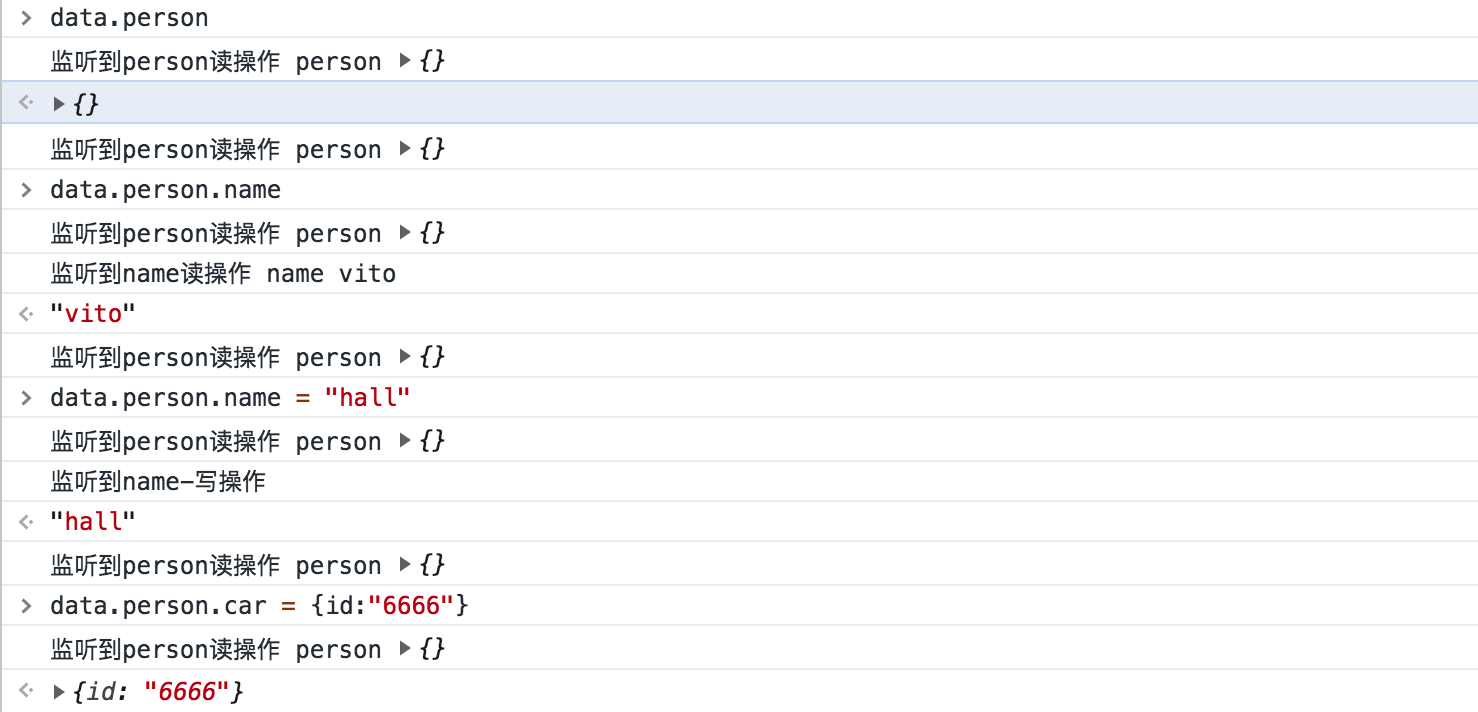 > data.person
监听到person读操作 person ▶{}
<· ▶{}
监听到person读操作 person ▶{}
> data.person.name
监听到person读操作 person ▶{}
监听到name读操作 name vito
<· "vito"
监听到person读操作 person ▶{}
> data.person.name = "hall"
监听到person读操作 person ▶{}
监听到name-写操作
<· "hall"
监听到person读操作 person ▶{}
> data.person.car = {id:"6666"}
监听到person读操作 person ▶{}
<· ▶{id: "6666"}